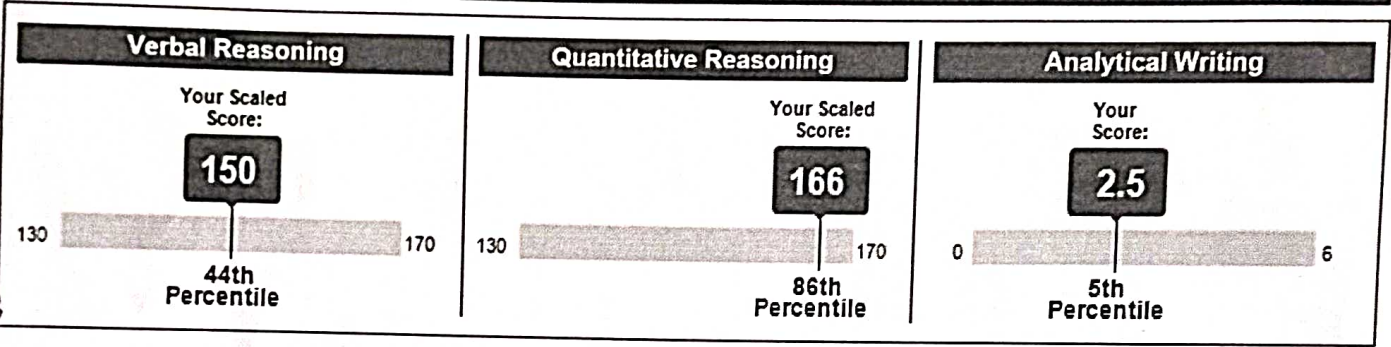 Verbal Reasoning
Your Scaled
Score:
150
130
170
44th
Percentile
Quantitative Reasoning
Your Scaled
Score:
166
130
170
86th
Percentile
Analytical Writing
Your
Score:
2.5
0
6
5th
Percentile